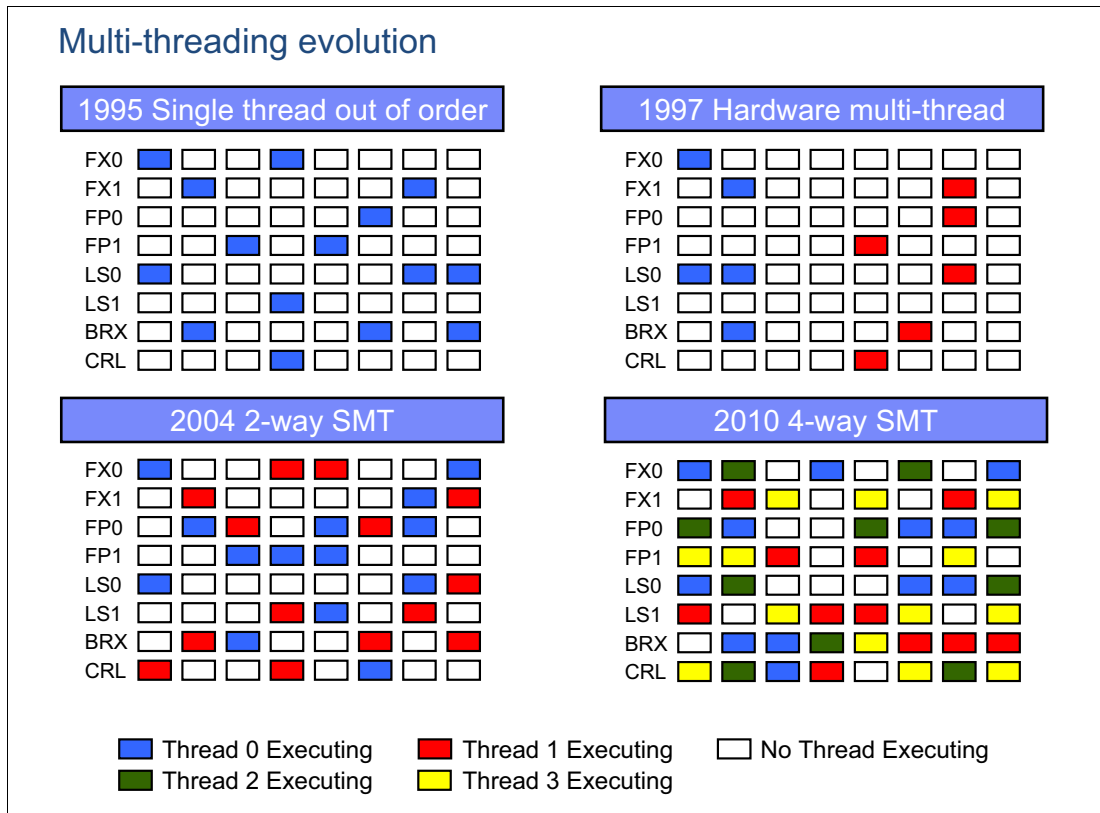 Multi-threading evolution
1995 Single thread out of order
FX0
FX1
FP0
FP1
LS0
LS1
BRX
CRL
1997 Hardware multi-thread
FX0
FX1
FP0
FP1
LS0
LS1
BRX
CRL
2004 2-way SMT
FX0
FX1
FP0
FP1
LS0
LS1
BRX
CRL
2010 4-way SMT
FX0
FX1
FP0
FP1
LS0
LS1
BRX
CRL
Thread 0 Executing
Thread 1 Executing
No Thread Executing
Thread 2 Executing
Thread 3 Executing